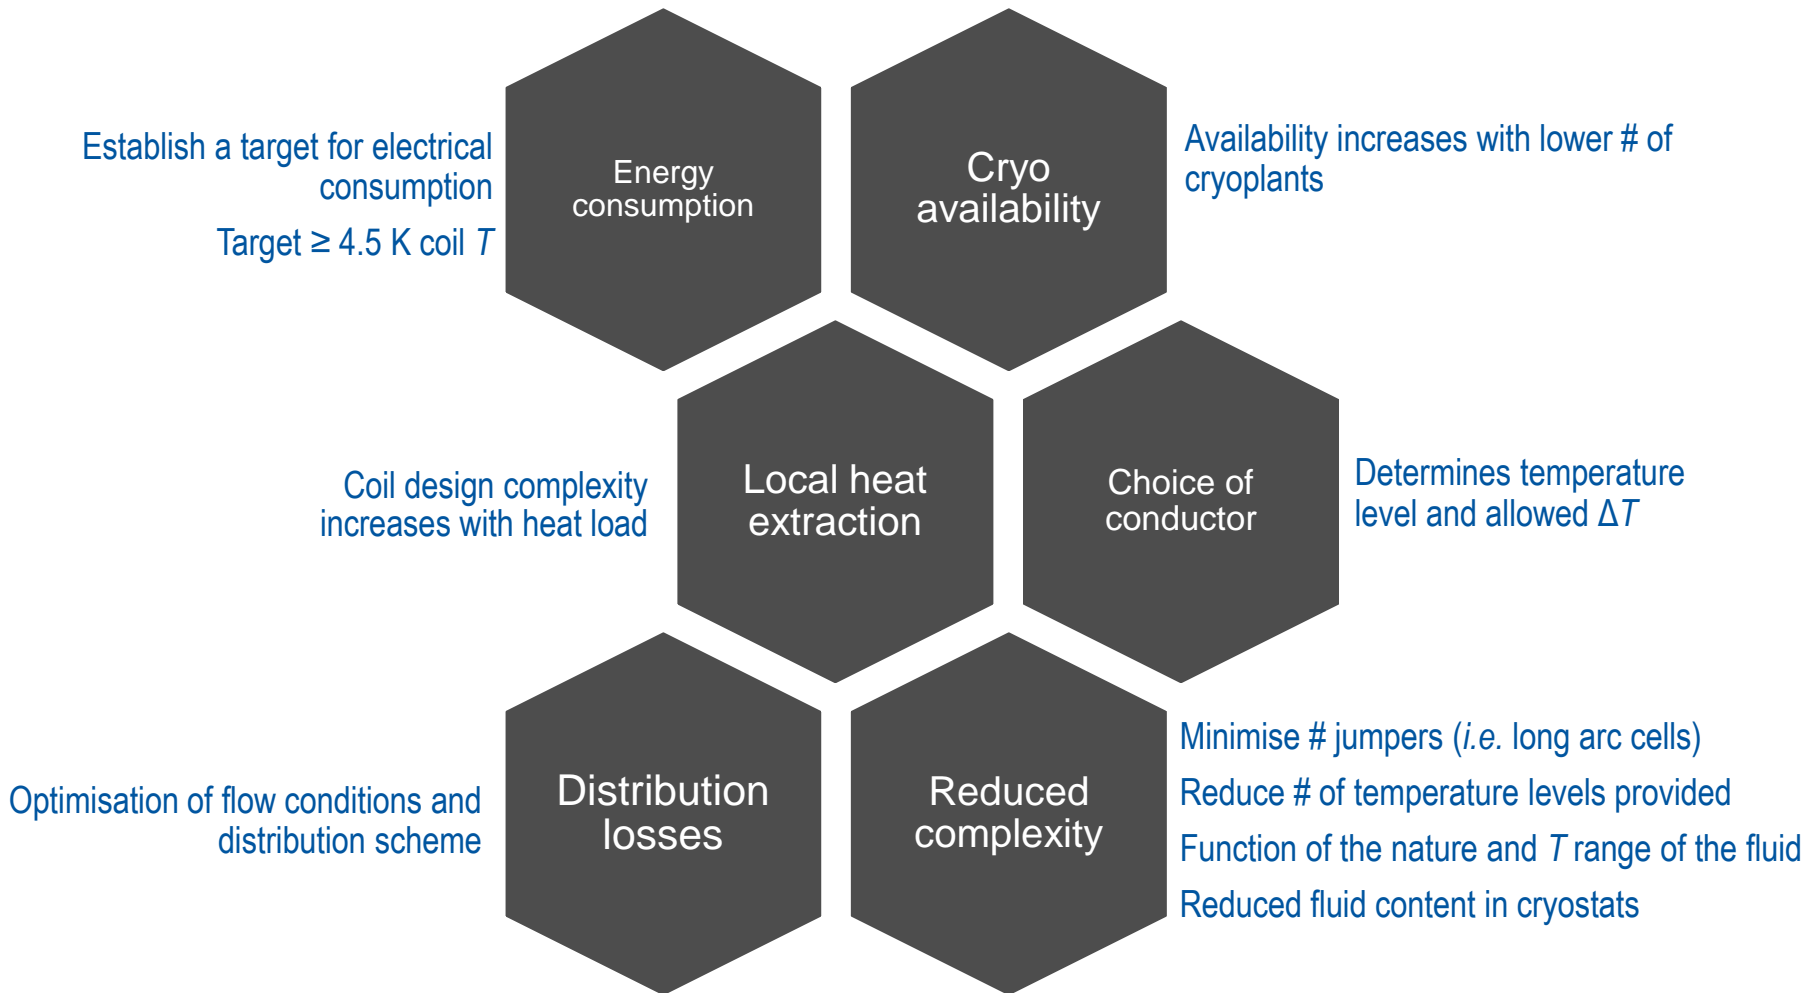 Establish a target for electrical
consumption
Target ≥ 4.5 K coil T
Energy
consumption
Cryo
availability
Availability increases with lower # of
cryoplants
Coil design complexity
increases with heat load
Local heat
extraction
Choice of
conductor
Determines temperature
level and allowed ΔT
Optimisation of flow conditions and
distribution scheme
Distribution
losses
Reduced
complexity
Minimise # jumpers (i.e. long arc cells)
Reduce # of temperature levels provided
Function of the nature and T range of the fluid
Reduced fluid content in cryostats